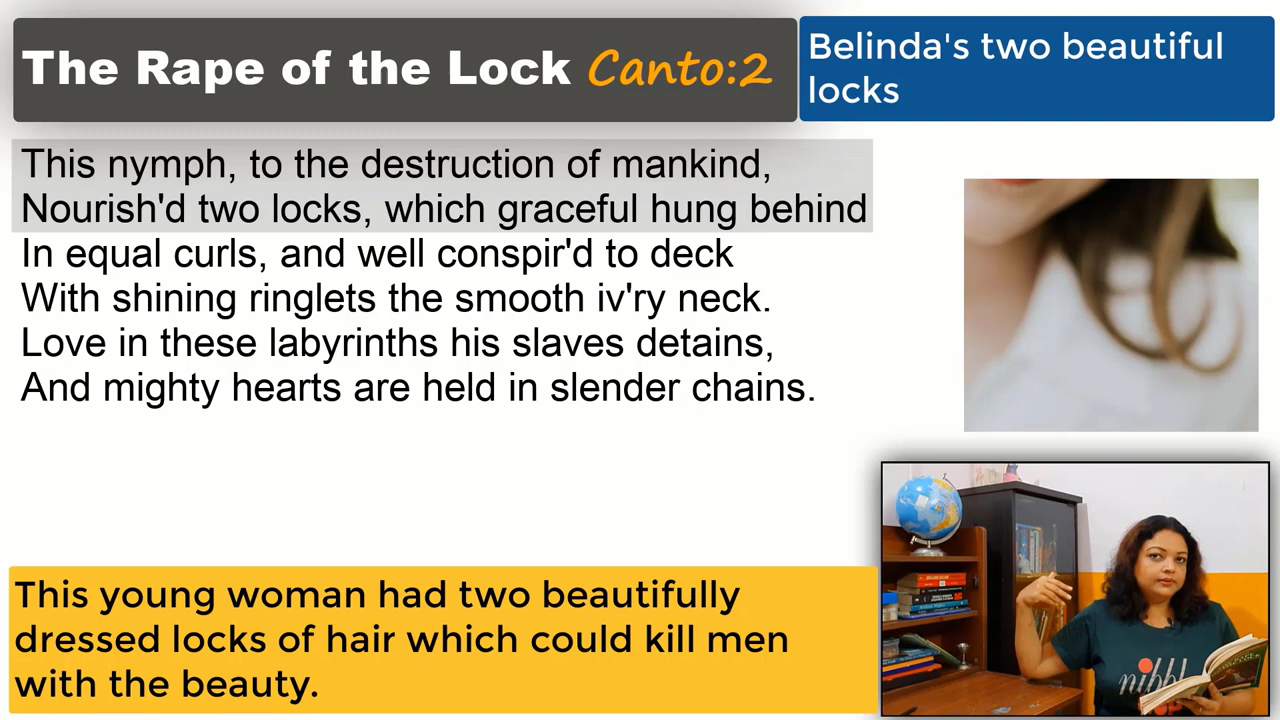 The Rape of the Lock Canto:2
Belinda's two beautiful
locks
This nymph, to the destruction of mankind,
Nourish'd two locks, which graceful hung behind
In equal curls, and well conspir'd to deck
With shining ringlets the smooth iv'ry neck.
Love in these labyrinths his slaves detains,
And mighty hearts are held in slender chains.
This young woman had two beautifully
dressed locks of hair which could kill men
with the beauty.